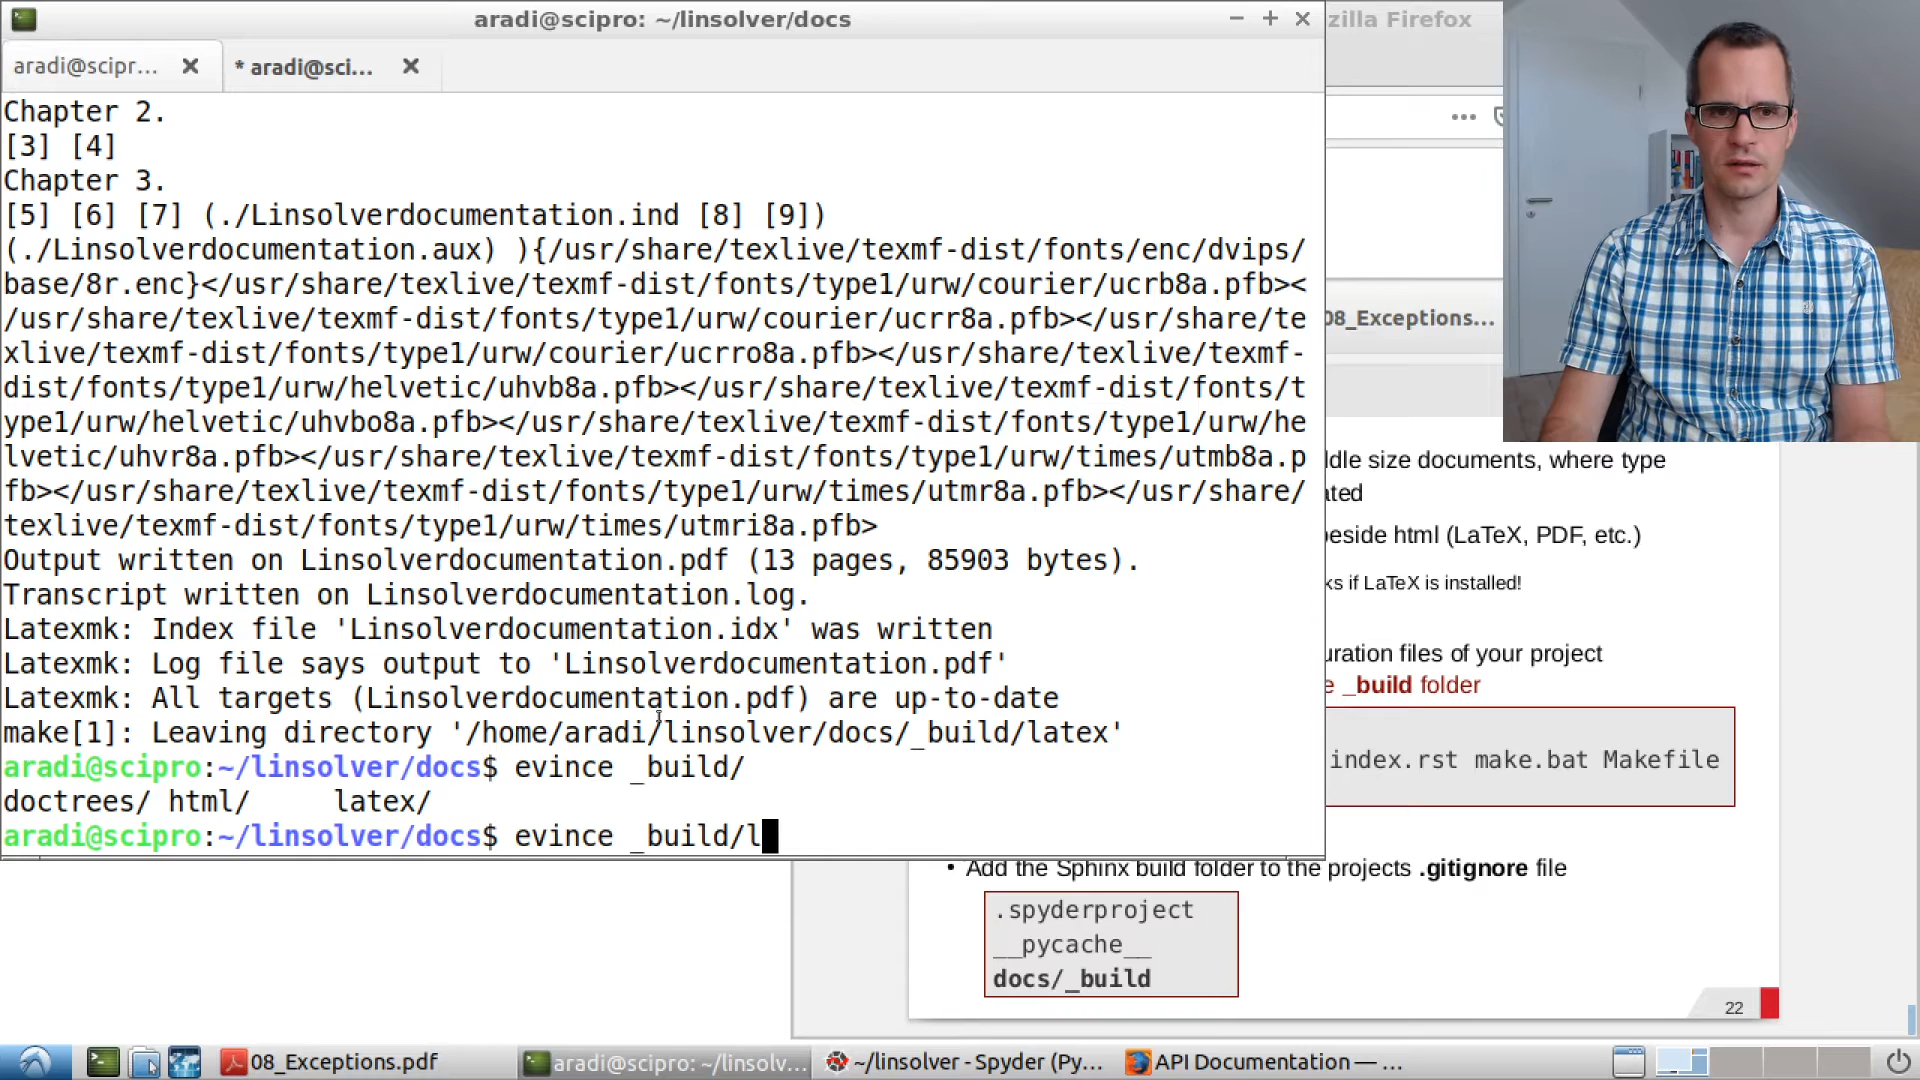 aradi@scipro: ~/linsolver/docs
zilla Firefox
aradi@scipr...
* aradi@sci...
Chapter 2.
[3] [4]
Chapter 3.
[5] [6] [7] (./Linsolverdocumentation.ind [8] [9])
(./Linsolverdocumentation.aux) ){/usr/share/texlive/texmf-dist/fonts/enc/dvips/
base/8r.enc}</usr/share/texlive/texmf-dist/fonts/type1/urw/courier/ucrb8a.pfb><
/usr/share/texlive/texmf-dist/fonts/type1/urw/courier/ucrr8a.pfb></usr/share/te
xlive/texmf-dist/fonts/type1/urw/courier/ucrro8a.pfb></usr/share/texlive/texmf-
dist/fonts/type1/urw/helvetic/uhvb8a.pfb></usr/share/texlive/texmf-dist/fonts/t
ype1/urw/helvetic/uhvbo8a.pfb></usr/share/texlive/texmf-dist/fonts/type1/urw/he
lvetic/uhvr8a.pfb></usr/share/texlive/texmf-dist/fonts/type1/urw/times/utmb8a.p
fb></usr/share/texlive/texmf-dist/fonts/type1/urw/times/utmr8a.pfb></usr/share/
texlive/texmf-dist/fonts/type1/urw/times/utmri8a.pfb>
Output written on Linsolverdocumentation.pdf (13 pages, 85903 bytes).
Transcript written on Linsolverdocumentation.log.
Latexmk: Index file 'Linsolverdocumentation.idx' was written
Latexmk: Log file says output to 'Linsolverdocumentation.pdf'
Latexmk: All targets (Linsolverdocumentation.pdf) are up-to-date
make[1]: Leaving directory '/home/aradi/linsolver/docs/_build/latex'
aradi@scipro:~/linsolver/docs$ evince _build/
doctrees/ html/ latex/
aradi@scipro:~/linsolver/docs$ evince _build/l
08_Exceptions...
ddle size documents, where type
ated
eside html (LaTeX, PDF, etc.)
ks if LaTeX is installed!
uration files of your project
e _build folder
index.rst make.bat Makefile
• Add the Sphinx build folder to the projects .gitignore file
.spyderproject
__pycache__
docs/_build
22
08_Exceptions.pdf
aradi@scipro: ~/linsolv...
~/linsolver - Spyder (Py...
API Documentation — ...